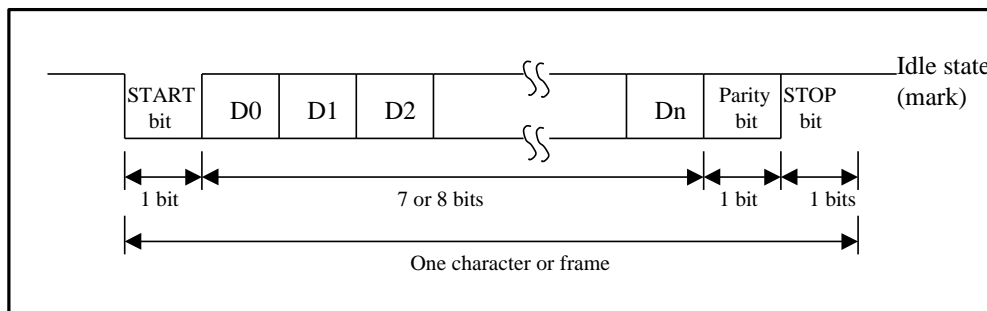 Idle state
(mark)
START
bit
D0
D1
D2
Dn
Parity
bit
STOP
bit
1 bit
7 or 8 bits
1 bit
1 bits
One character or frame